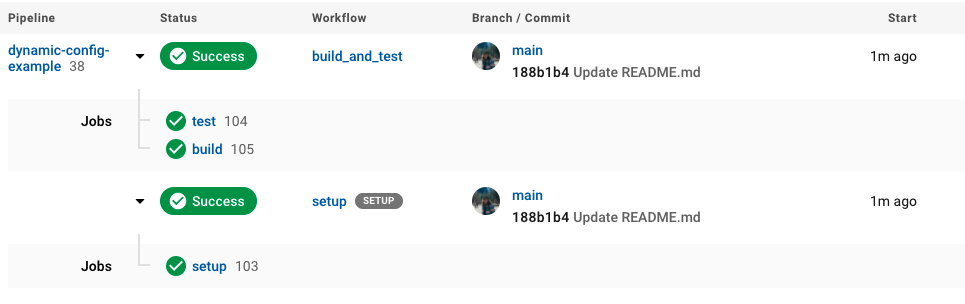 Pipeline Status Workflow Branch / Commit Start
dynamic-config-example 38 Success build_and_test main 1m ago
188b1b4 Update README.md
Jobs test 104
build 105
Success setup SETUP main 1m ago
188b1b4 Update README.md
Jobs setup 103